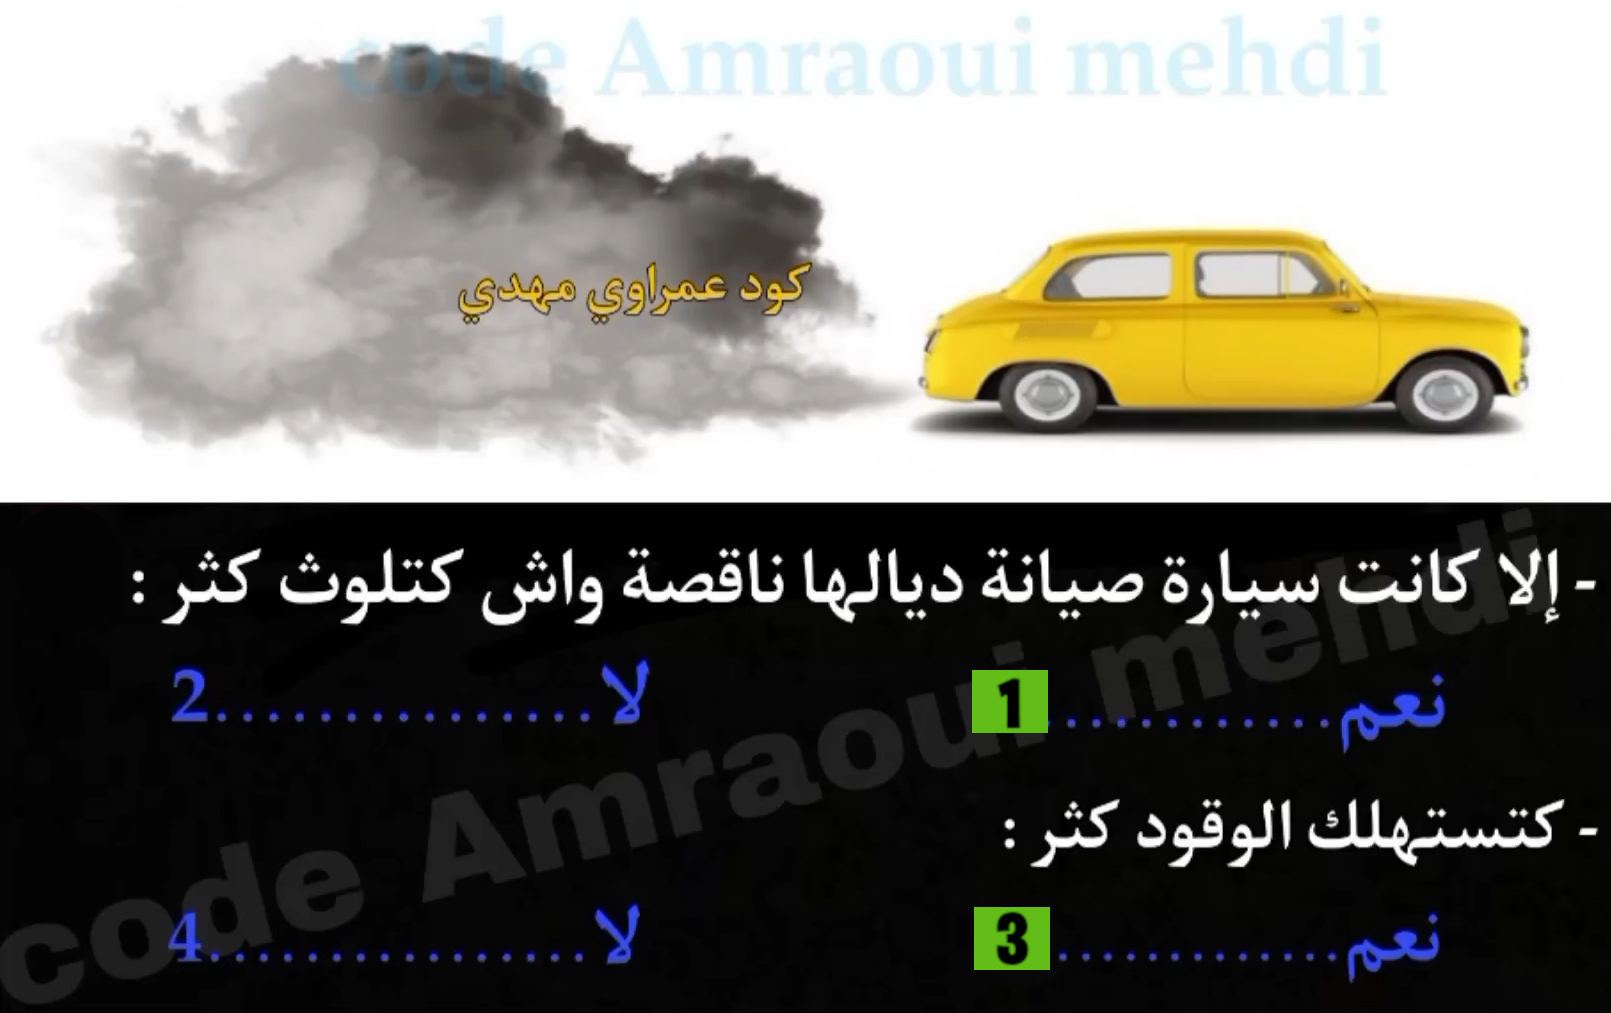 code Amraoui mehdi
كود عمراوي مهدي
- إلا كانت سيارة صيانة ديالها ناقصة واش كتلوث كثر :
نعم............1 لا................2
- كتستهلك الوقود كثر :
نعم.............3 لا................4
code Amraoui mehdi